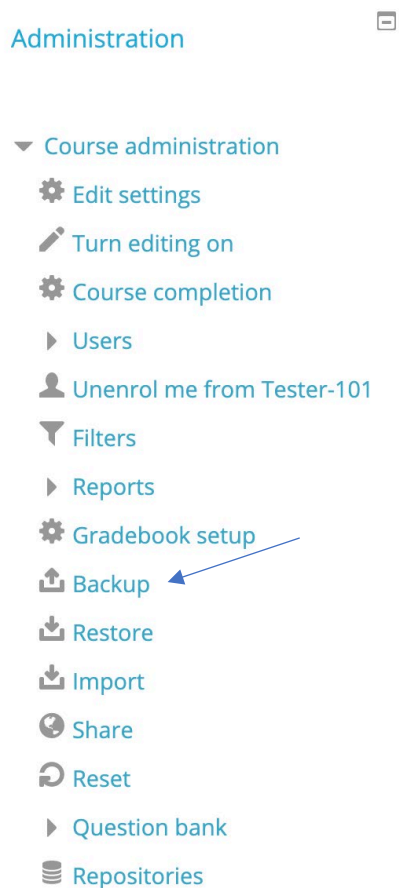 Administration
Course administration
Edit settings
Turn editing on
Course completion
Users
Unenrol me from Tester-101
Filters
Reports
Gradebook setup
Backup
Restore
Import
Share
Reset
Question bank
Repositories